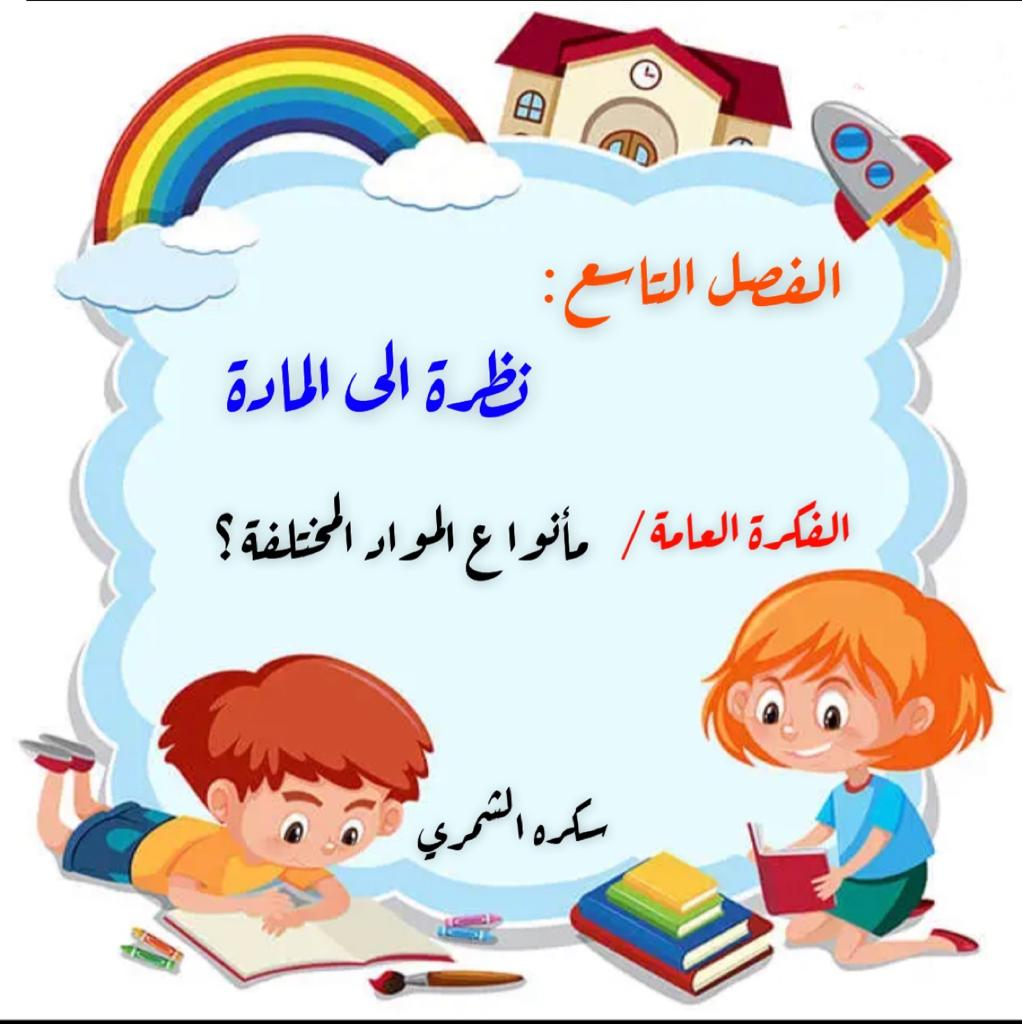 الفصل التاسع:
نظرة الى المادة
الفكرة العامة/ مأنواع المواد المختلفة؟
سكره الشمري